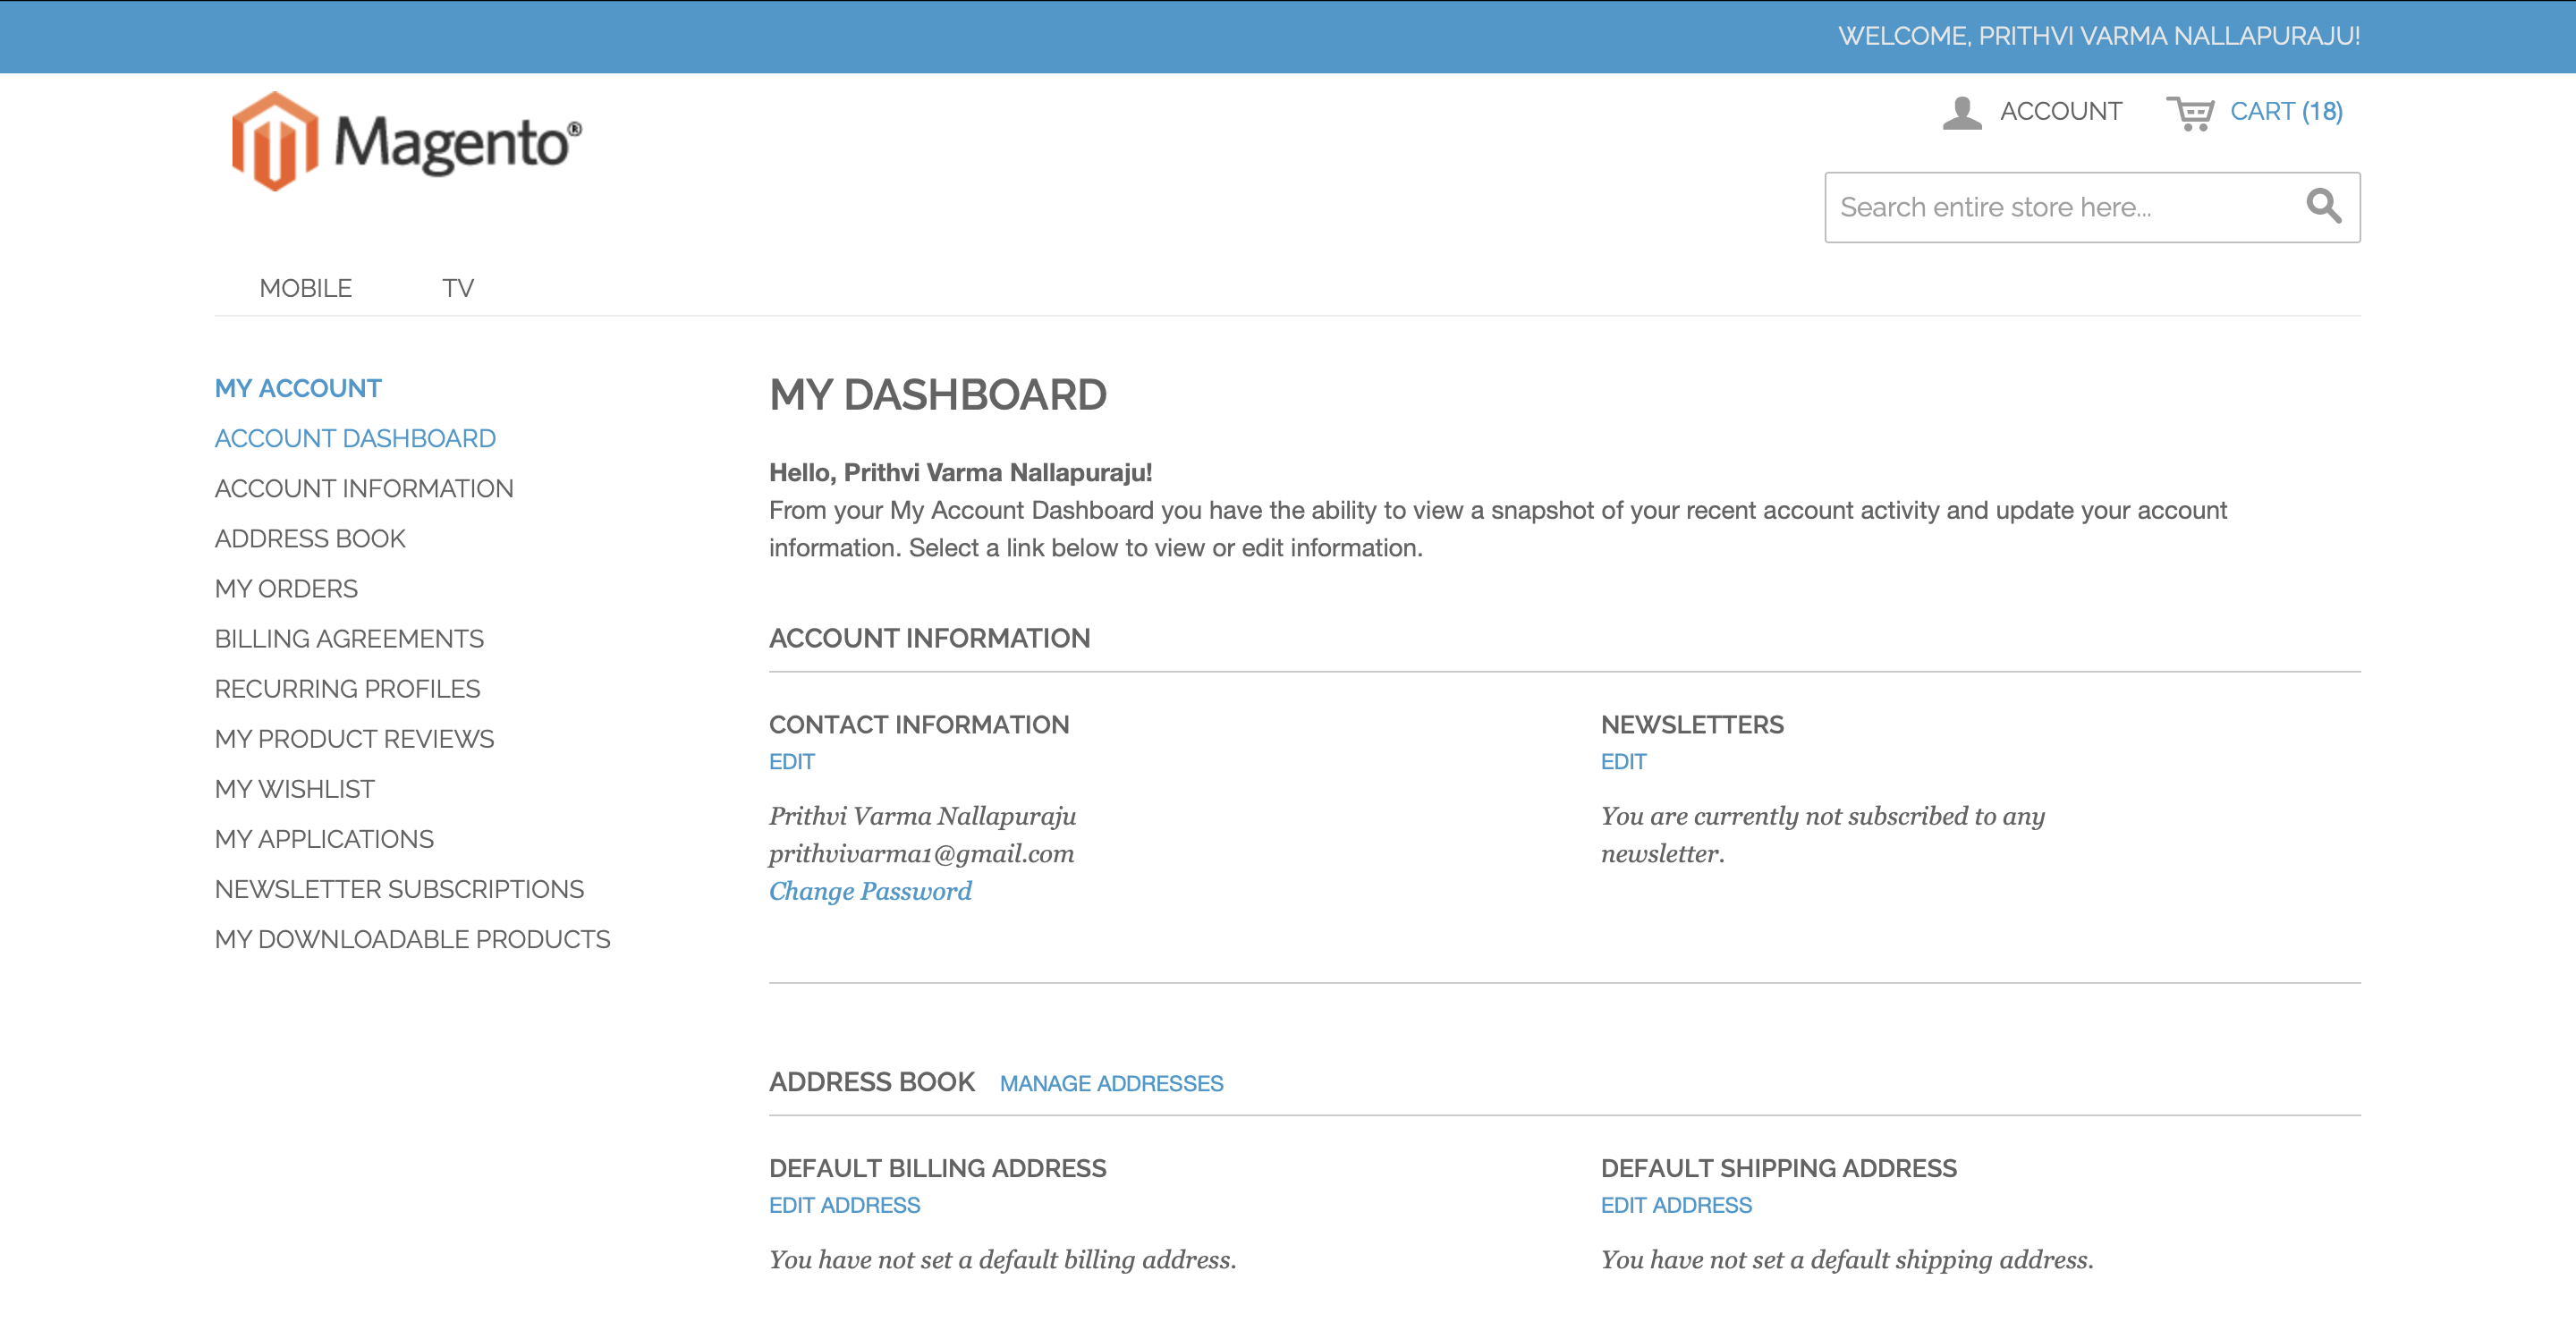 WELCOME, PRITHVI VARMA NALLAPURAJU!
Magento®
ACCOUNT
CART (18)
Search entire store here...
MOBILE
TV
MY ACCOUNT
ACCOUNT DASHBOARD
ACCOUNT INFORMATION
ADDRESS BOOK
MY ORDERS
BILLING AGREEMENTS
RECURRING PROFILES
MY PRODUCT REVIEWS
MY WISHLIST
MY APPLICATIONS
NEWSLETTER SUBSCRIPTIONS
MY DOWNLOADABLE PRODUCTS
MY DASHBOARD
Hello, Prithvi Varma Nallapuraju!
From your My Account Dashboard you have the ability to view a snapshot of your recent account activity and update your account
information. Select a link below to view or edit information.
ACCOUNT INFORMATION
CONTACT INFORMATION
EDIT
Prithvi Varma Nallapuraju
prithvivarma1@gmail.com
Change Password
NEWSLETTERS
EDIT
You are currently not subscribed to any
newsletter.
ADDRESS BOOK
MANAGE ADDRESSES
DEFAULT BILLING ADDRESS
EDIT ADDRESS
You have not set a default billing address.
DEFAULT SHIPPING ADDRESS
EDIT ADDRESS
You have not set a default shipping address.